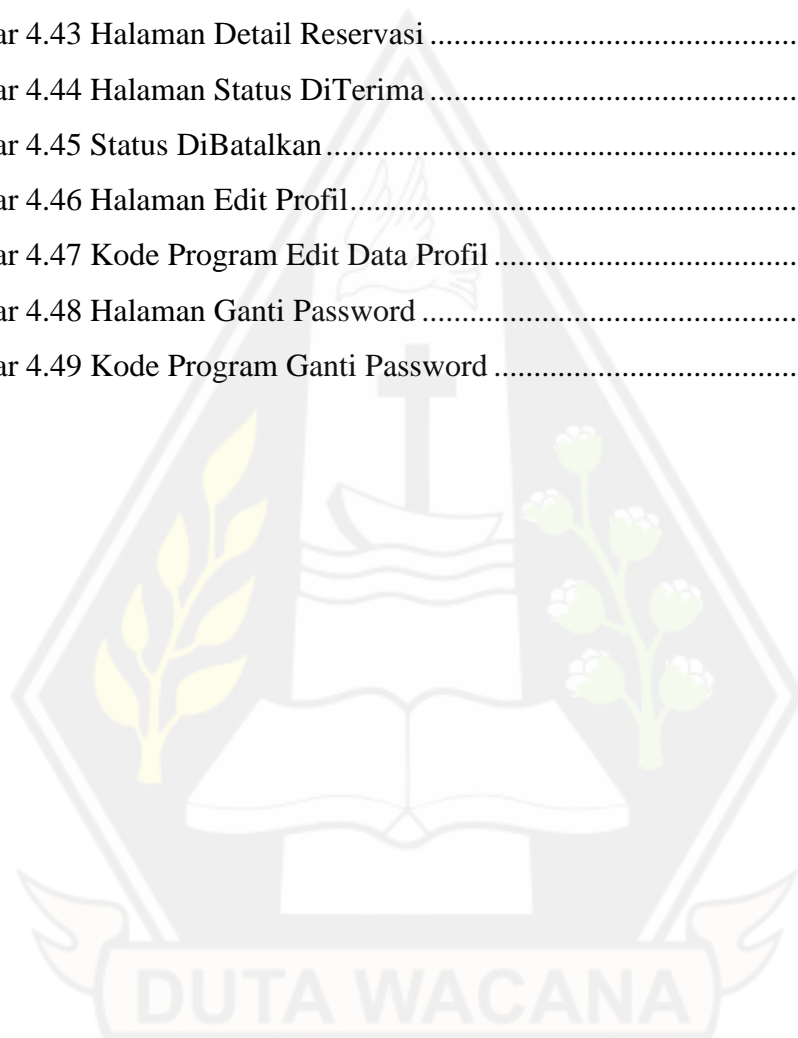 ar 4.43 Halaman Detail Reservasi ..............................................
ar 4.44 Halaman Status DiTerima ..............................................
ar 4.45 Status DiBatalkan ...........................................................
ar 4.46 Halaman Edit Profil........................................................
ar 4.47 Kode Program Edit Data Profil ......................................
ar 4.48 Halaman Ganti Password ...............................................
ar 4.49 Kode Program Ganti Password ......................................
DUTA WACANA